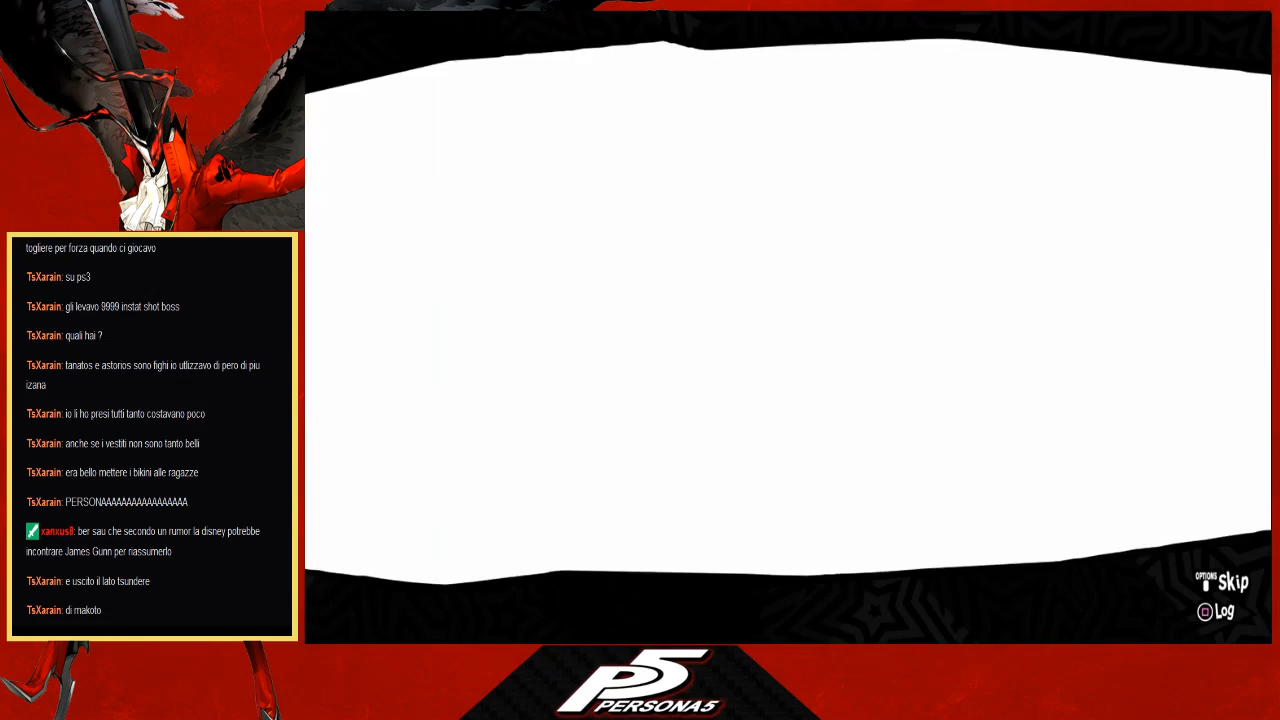 togliere per forza quando ci giocavo
TsXarain: su ps3
TsXarain: gli levavo 9999 instat shot boss
TsXarain: quali hai ?
TsXarain: tanatos e astorios sono fighi io utlizzavo di pero di piu
izana
TsXarain: io li ho presi tutti tanto costavano poco
TsXarain: anche se i vestiti non sono tanto belli
TsXarain: era bello mettere i bikini alle ragazze
TsXarain: PERSONAAAAAAAAAAAAAAAAA
xanxus8: ber sau che secondo un rumor la disney potrebbe
incontrare James Gunn per riassumerlo
TsXarain: e uscito il lato tsundere
TsXarain: di makoto
OPTIONS Skip
Log
P5
PERSONA5